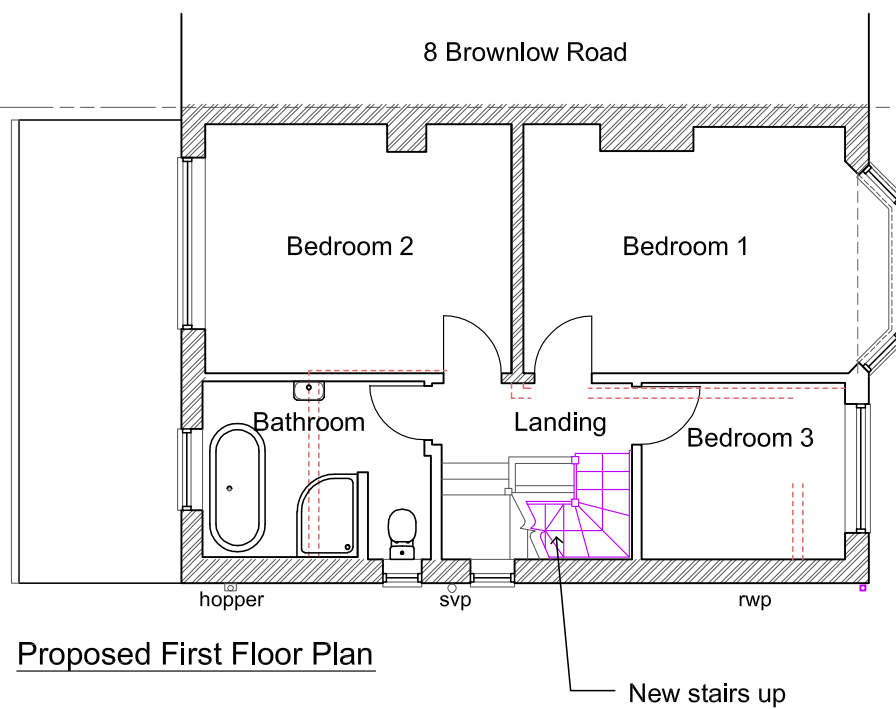 8 Brownlow Road
Bedroom 2
Bedroom 1
Bathroom
Landing
Bedroom 3
hopper
svp
rwp
Proposed First Floor Plan
New stairs up